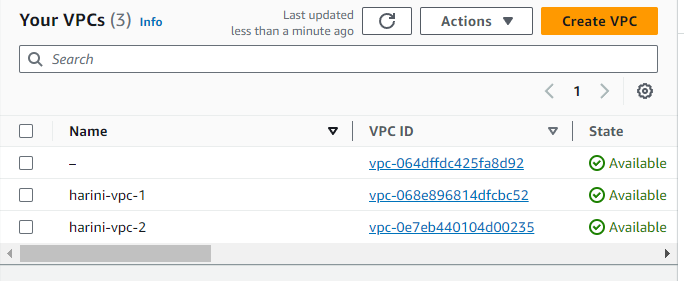 Your VPCs (3) Info
Last updated
less than a minute ago
Actions
Create VPC
Search
1
Name VPC ID State
– vpc-064dffdc425fa8d92 Available
harini-vpc-1 vpc-068e896814dfcbc52 Available
harini-vpc-2 vpc-0e7eb440104d00235 Available